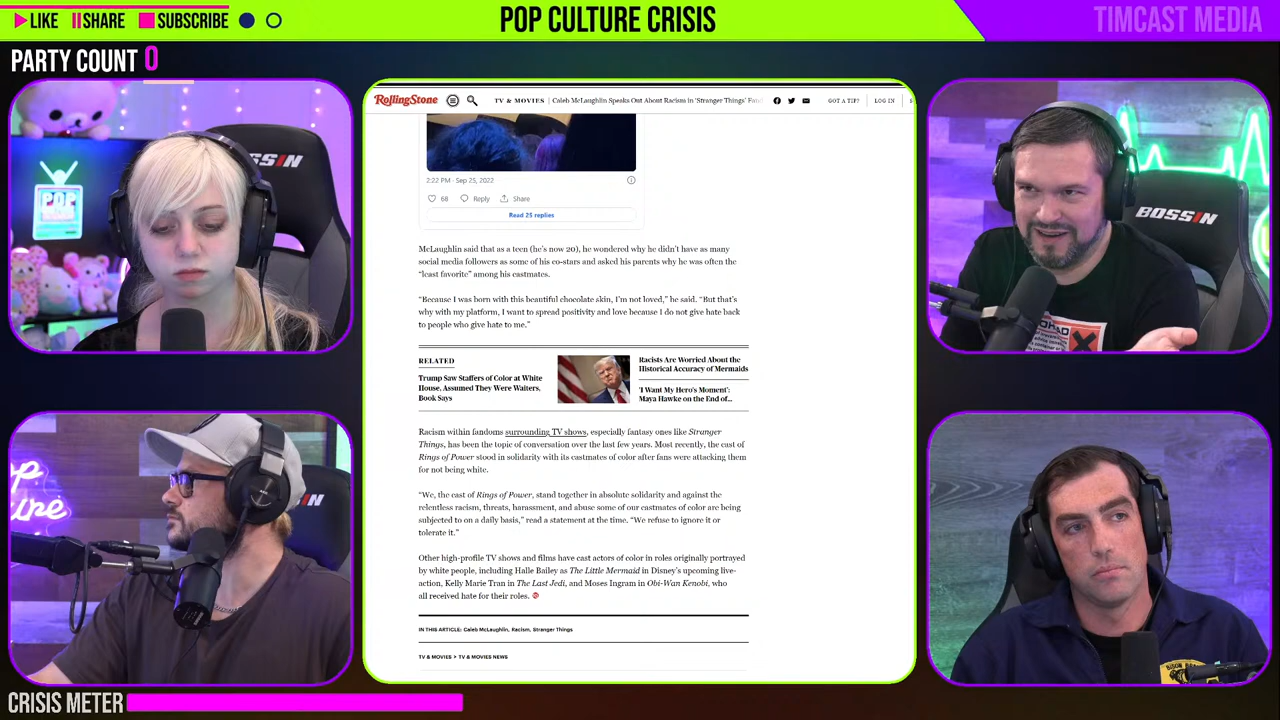 LIKE SHARE SUBSCRIBE
POP CULTURE CRISIS
TIMCAST MEDIA
PARTY COUNT 0
RollingStone
TV & MOVIES
Caleb McLaughlin Speaks Out About Racism in 'Stranger Things'
GOT A TIP?
LOG IN
2:22 PM · Sep 25, 2022
68 Reply Share
Read 25 replies
McLaughlin said that as a teen (he's now 20), he wondered why he didn't have as many
social media followers as some of his co-stars and asked his parents why he was often the
"least favorite" among his castmates.
"Because I was born with this beautiful chocolate skin, I'm not loved," he said. "But that's
why with my platform, I want to spread positivity and love because I do not give hate back
to people who give hate to me."
RELATED
Trump Saw Staffers of Color at White
House, Assumed They Were Waiters,
Book Says
Racists Are Worried About the
Historical Accuracy of Mermaids
'I Want My Hero's Moment':
Maya Hawke on the End of...
Racism within fandoms surrounding TV shows, especially fantasy ones like Stranger
Things, has been the topic of conversation over the last few years. Most recently, the cast of
Rings of Power stood in solidarity with its castmates of color after fans were attacking them
for not being white.
"We, the cast of Rings of Power, stand together in absolute solidarity and against the
relentless racism, threats, harassment, and abuse some of our castmates of color are being
subjected to on a daily basis," read a statement at the time. "We refuse to ignore it or
tolerate it."
Other high-profile TV shows and films have cast actors of color in roles originally portrayed
by white people, including Halle Bailey as The Little Mermaid in Disney's upcoming live-
action, Kelly Marie Tran in The Last Jedi, and Moses Ingram in Obi-Wan Kenobi, who
all received hate for their roles.
IN THIS ARTICLE: Caleb McLaughlin, Racism, Stranger Things
TV & MOVIES > TV & MOVIES NEWS
POP
BOSSIN
CRISIS METER